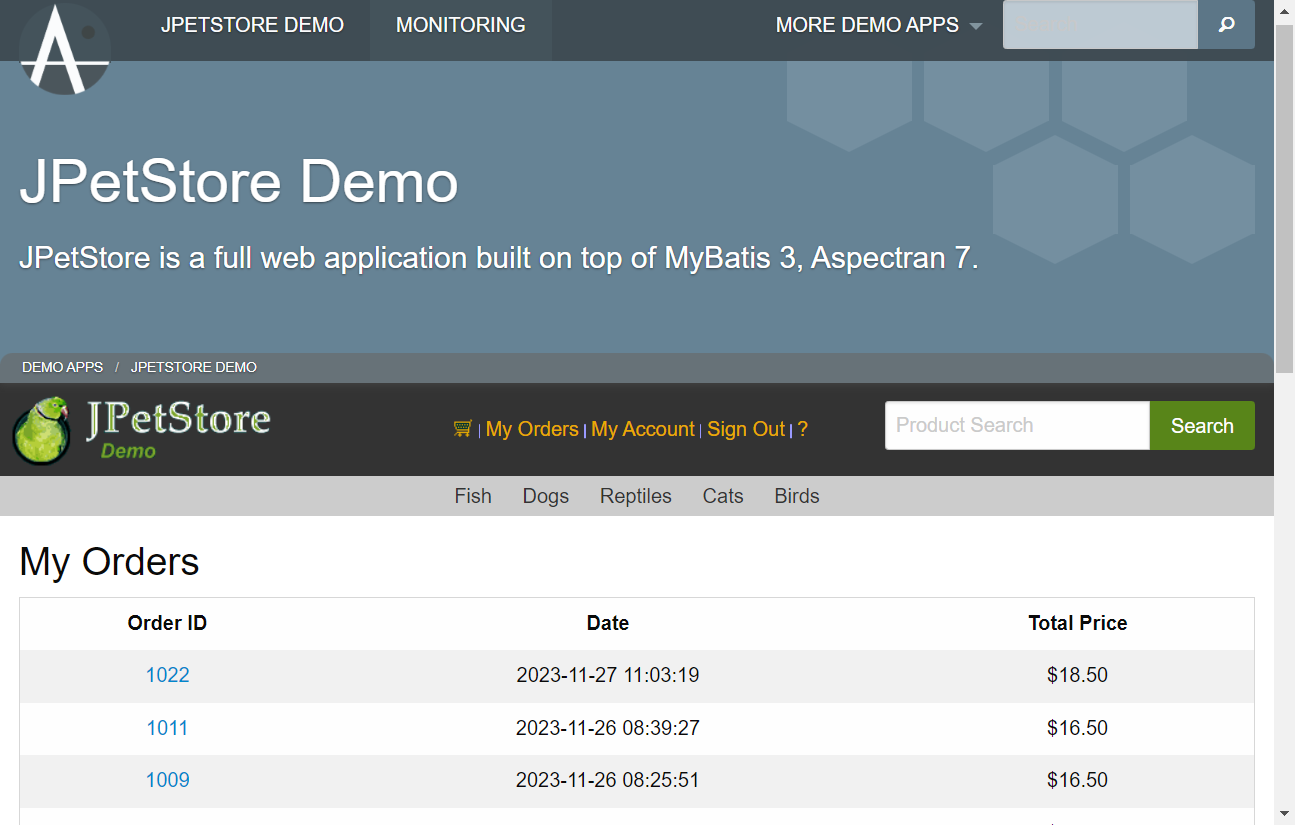 JPETSTORE DEMO MONITORING MORE DEMO APPS
JPetStore Demo
JPetStore is a full web application built on top of MyBatis 3, Aspectran 7.
DEMO APPS / JPETSTORE DEMO
JPetStore
Demo
| My Orders | My Account | Sign Out | ?
Product Search Search
Fish Dogs Reptiles Cats Birds
My Orders
Order ID Date Total Price
1022 2023-11-27 11:03:19 $18.50
1011 2023-11-26 08:39:27 $16.50
1009 2023-11-26 08:25:51 $16.50